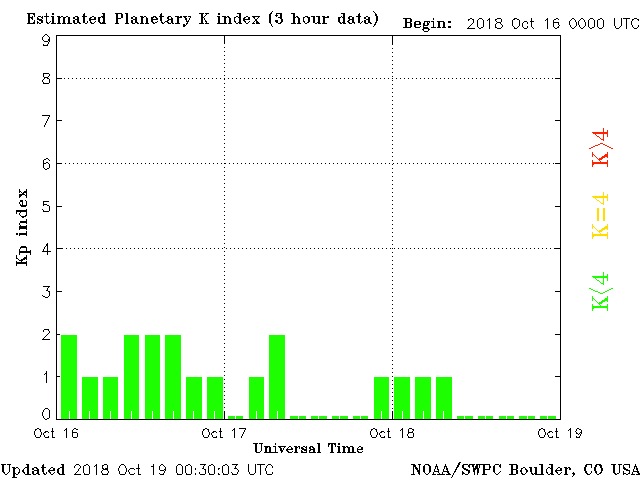 Estimated Planetary K index (3 hour data)
Begin: 2018 Oct 16 0000 UTC
9
8
7
6
5
4
3
2
1
0
Kp index
K>4
K=4
K<4
Oct 16
Oct 17
Oct 18
Oct 19
Universal Time
Updated 2018 Oct 19 00:30:03 UTC
NOAA/SWPC Boulder, CO USA